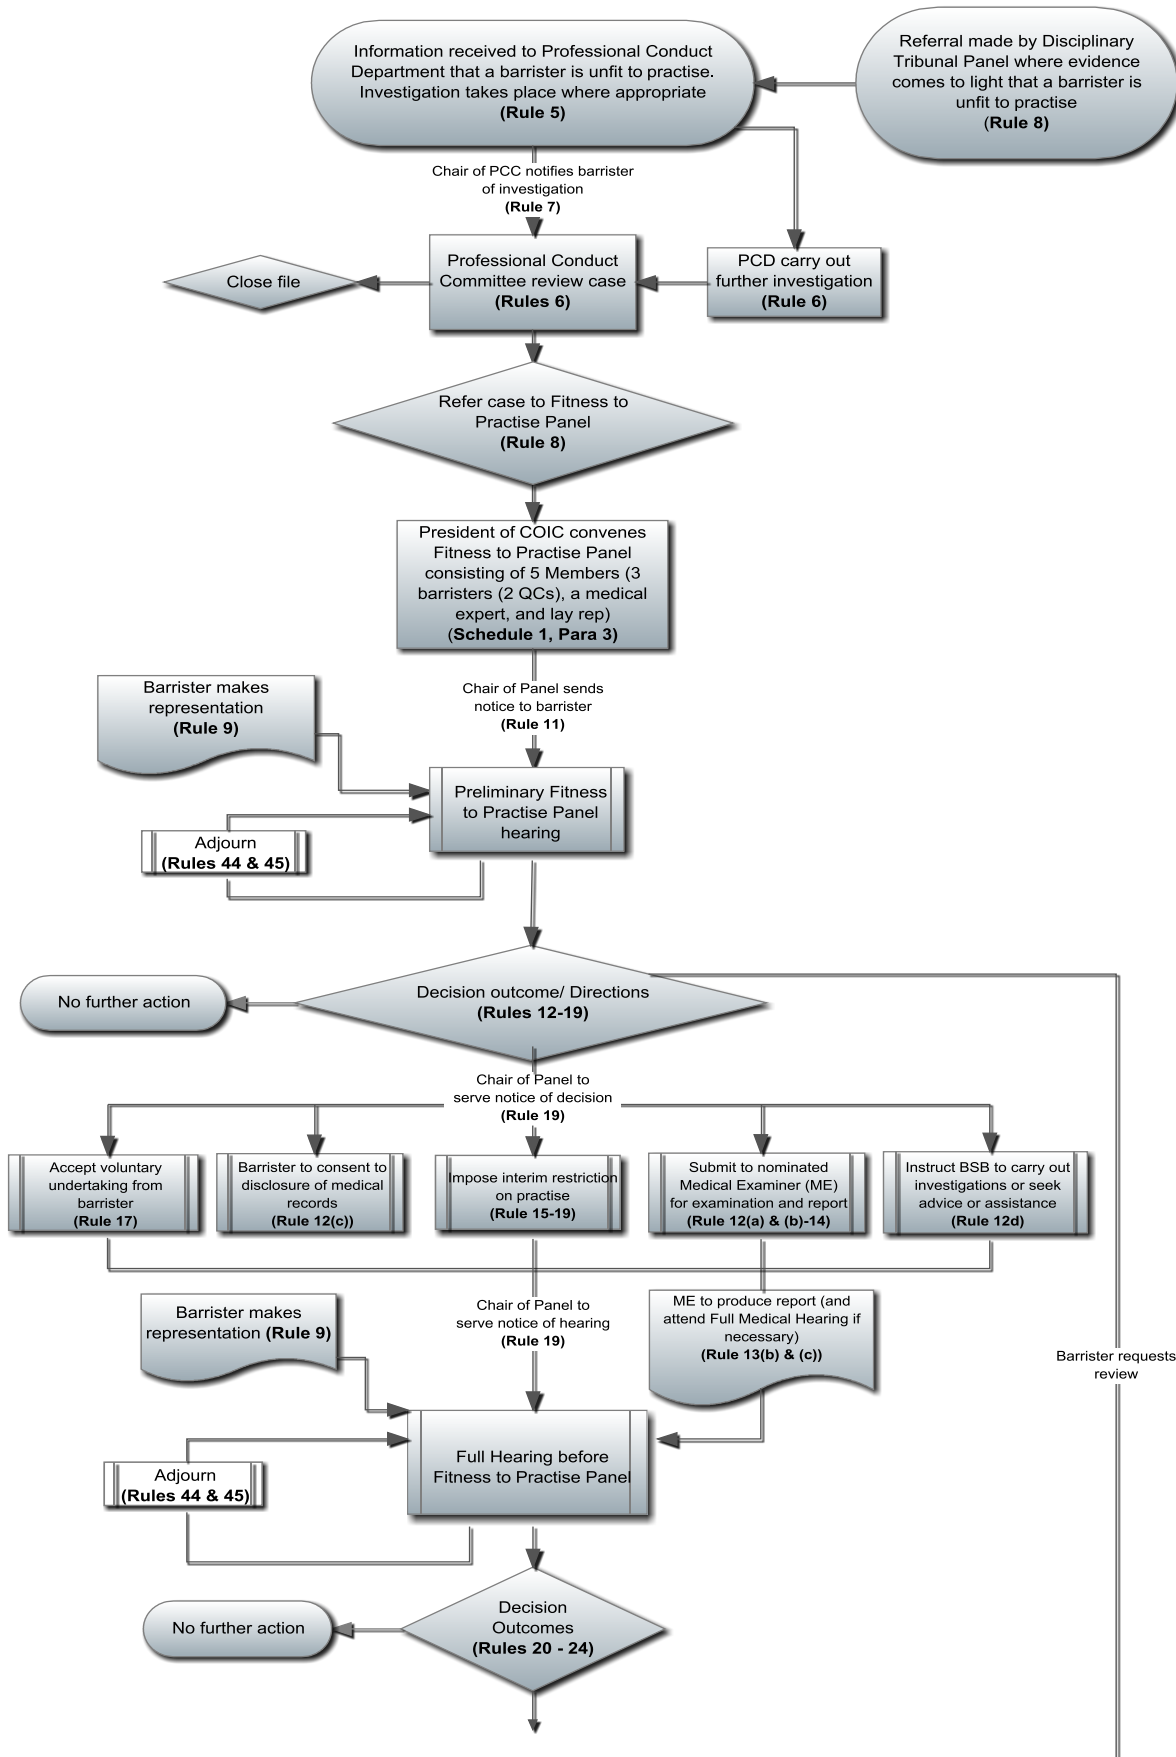 Information received to Professional Conduct
Department that a barrister is unfit to practise.
Investigation takes place where appropriate
(Rule 5)
Referral made by Disciplinary
Tribunal Panel where evidence
comes to light that a barrister is
unfit to practise
(Rule 8)
Chair of PCC notifies barrister
of investigation
(Rule 7)
Close file
Professional Conduct
Committee review case
(Rules 6)
PCD carry out
further investigation
(Rule 6)
Refer case to Fitness to
Practise Panel
(Rule 8)
President of COIC convenes
Fitness to Practise Panel
consisting of 5 Members (3
barristers (2 QCs), a medical
expert, and lay rep)
(Schedule 1, Para 3)
Barrister makes
representation
(Rule 9)
Chair of Panel sends
notice to barrister
(Rule 11)
Preliminary Fitness
to Practise Panel
hearing
Adjourn
(Rules 44 & 45)
No further action
Decision outcome/ Directions
(Rules 12-19)
Chair of Panel to
serve notice of decision
(Rule 19)
Accept voluntary
undertaking from
barrister
(Rule 17)
Barrister to consent to
disclosure of medical
records
(Rule 12(c))
Impose interim restriction
on practise
(Rule 15-19)
Submit to nominated
Medical Examiner (ME)
for examination and report
(Rule 12(a) & (b)-14)
Instruct BSB to carry out
investigations or seek
advice or assistance
(Rule 12d)
Barrister makes
representation (Rule 9)
Chair of Panel to
serve notice of hearing
(Rule 19)
ME to produce report (and
attend Full Medical Hearing if
necessary)
(Rule 13(b) & (c))
Barrister requests
review
Full Hearing before
Fitness to Practise Panel
Adjourn
(Rules 44 & 45)
No further action
Decision
Outcomes
(Rules 20 - 24)